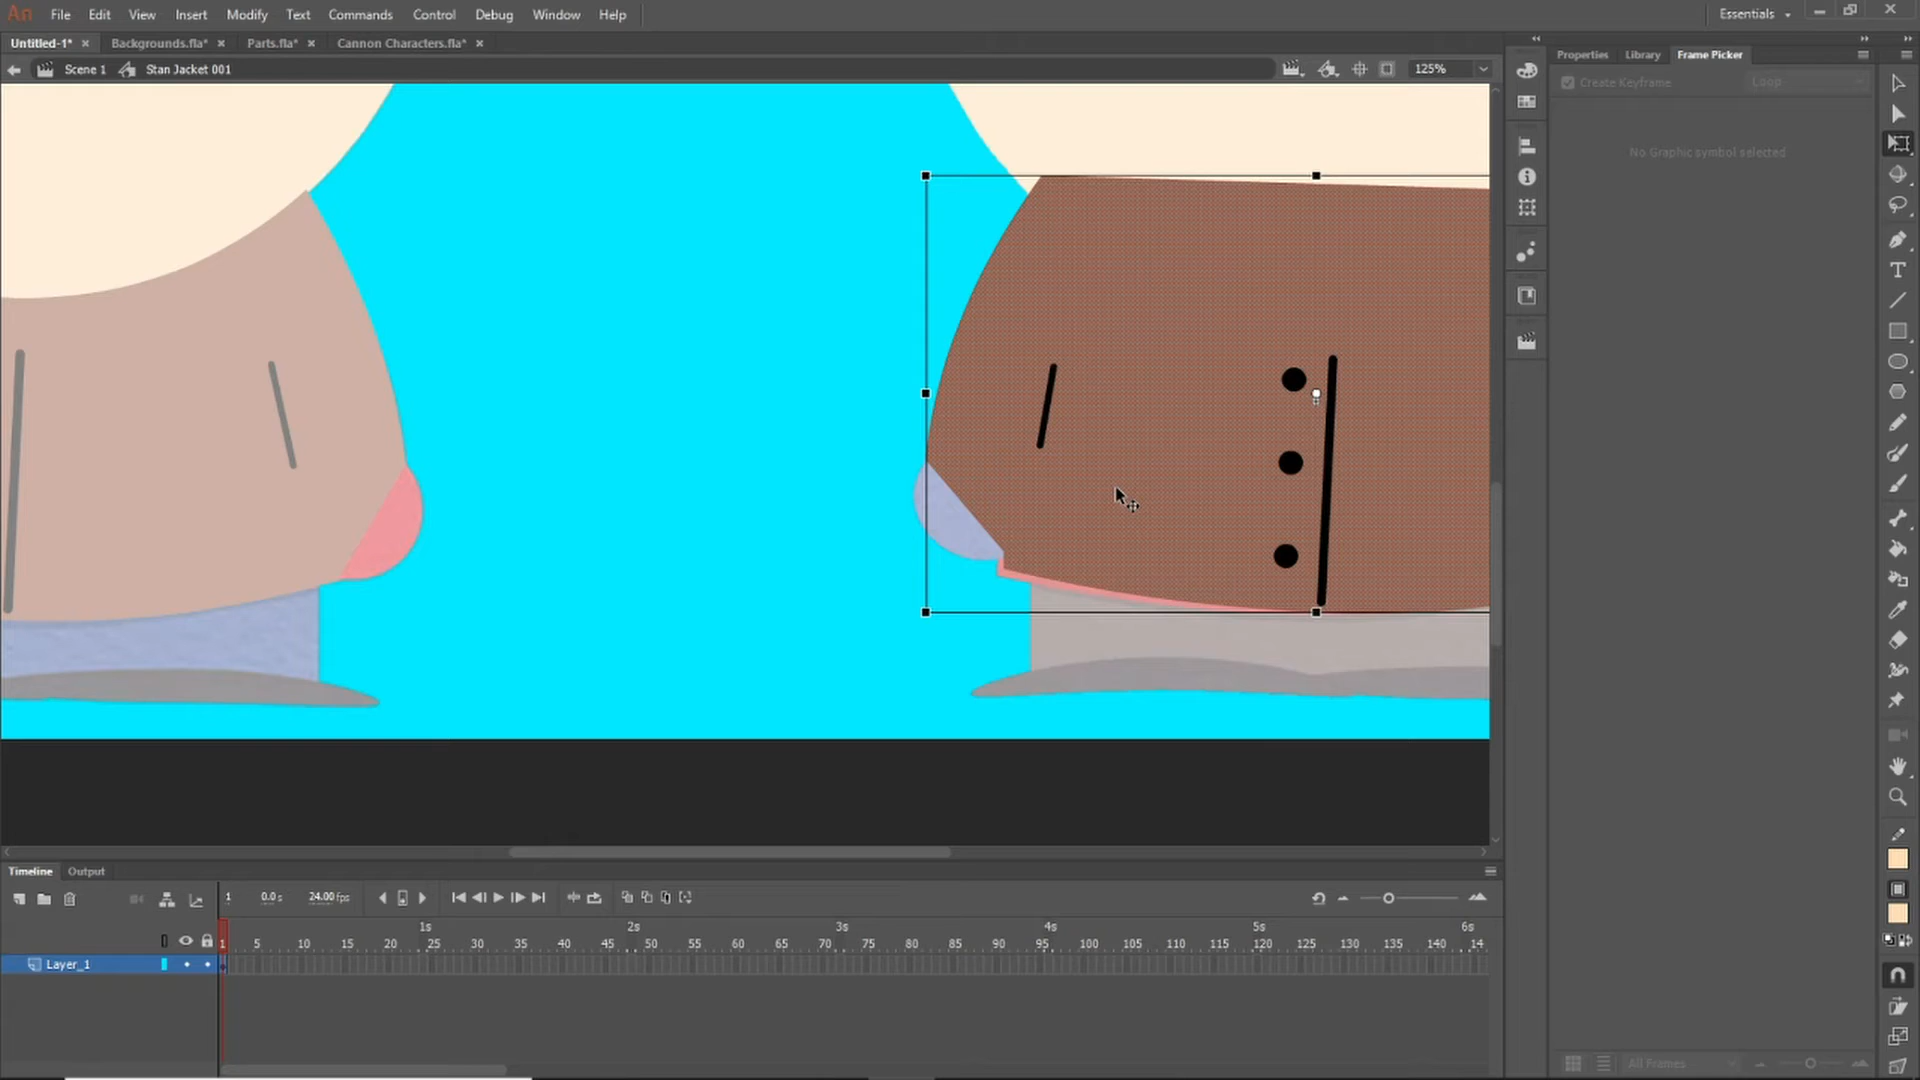 An File Edit View Insert Modify Text Commands Control Debug Window Help Essentials
Untitled-1* × Backgrounds.fla* × Parts.fla* × Cannon Characters.fla* ×
Scene 1 Stan Jacket 001 125%
Properties Library Frame Picker
Create Keyframe Loop
No Graphic symbol selected
Timeline Output
1 0.0 s 24.00 fps
1s 2s 3s 4s 5s 6s
1 5 10 15 20 25 30 35 40 45 50 55 60 65 70 75 80 85 90 95 100 105 110 115 120 125 130 135 140 14
Layer_1
All Frames